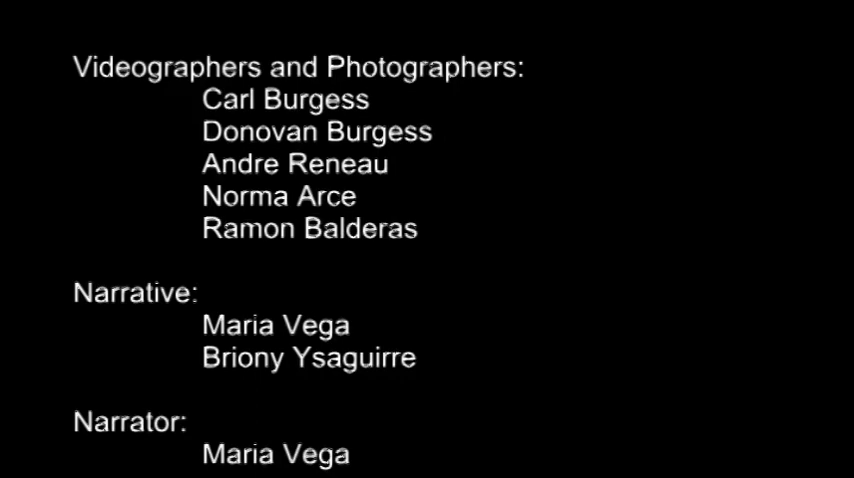 Videographers and Photographers:
Carl Burgess
Donovan Burgess
Andre Reneau
Norma Arce
Ramon Balderas
Narrative:
Maria Vega
Briony Ysaguirre
Narrator:
Maria Vega